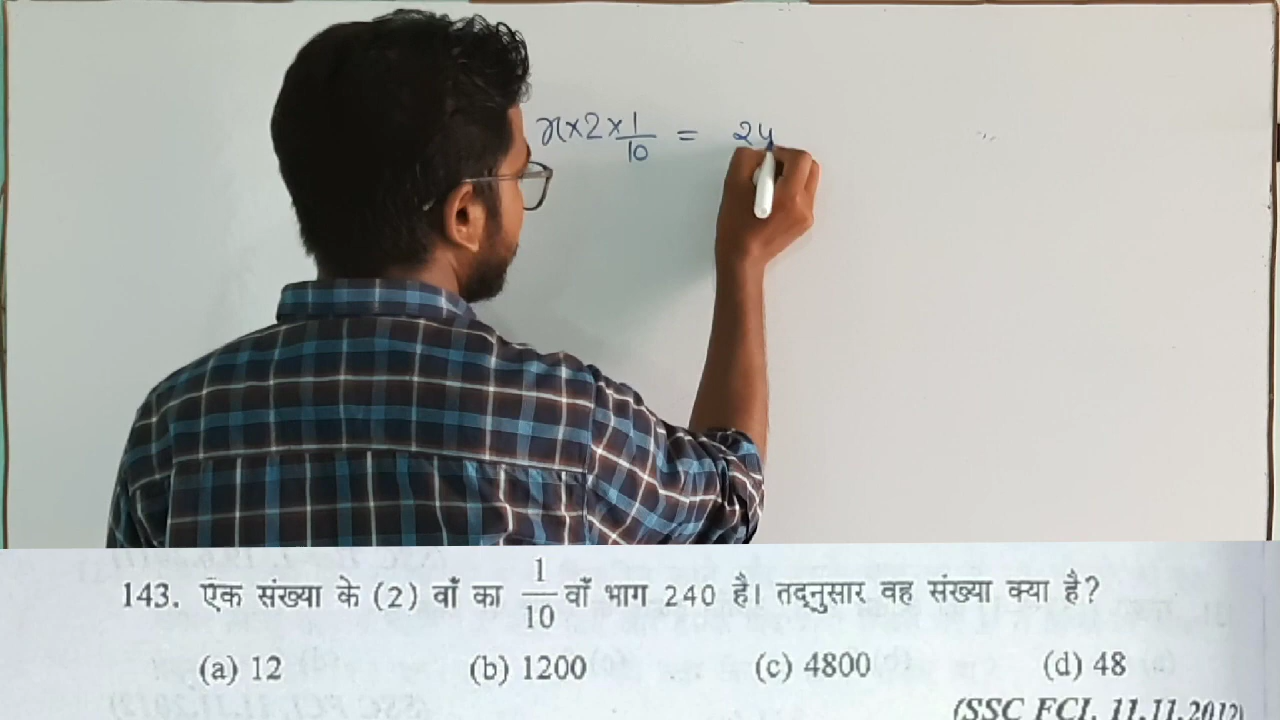 x×2×1/10 = 24
143. एक संख्या के (2) वाँ का 1/10 वाँ भाग 240 है। तद्नुसार वह संख्या क्या है?
(a) 12 (b) 1200 (c) 4800 (d) 48
(SSC FCI, 11.11.2012)